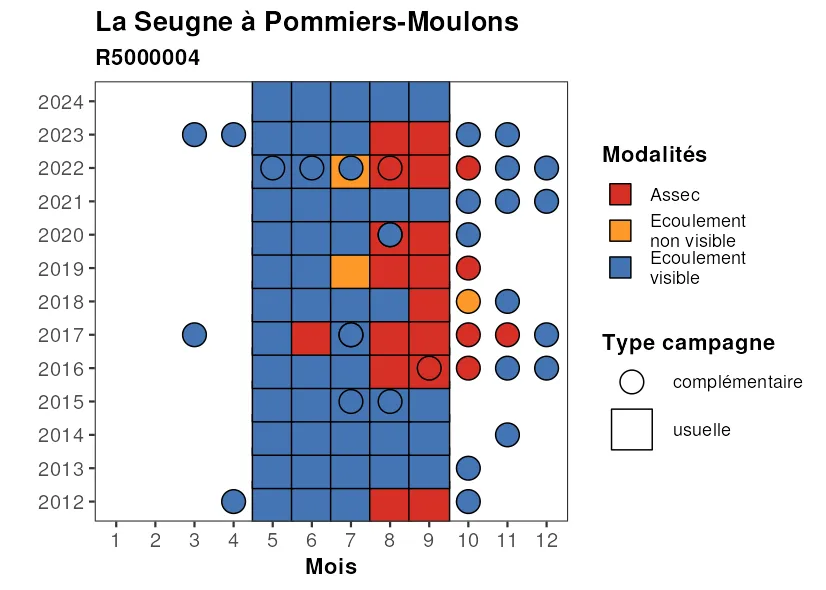 La Seugne à Pommiers-Moulons
R5000004
2024
2023
2022
2021
2020
2019
2018
2017
2016
2015
2014
2013
2012
1 2 3 4 5 6 7 8 9 10 11 12
Mois
Modalités
Assec
Ecoulement
non visible
Ecoulement
visible
Type campagne
complémentaire
usuelle